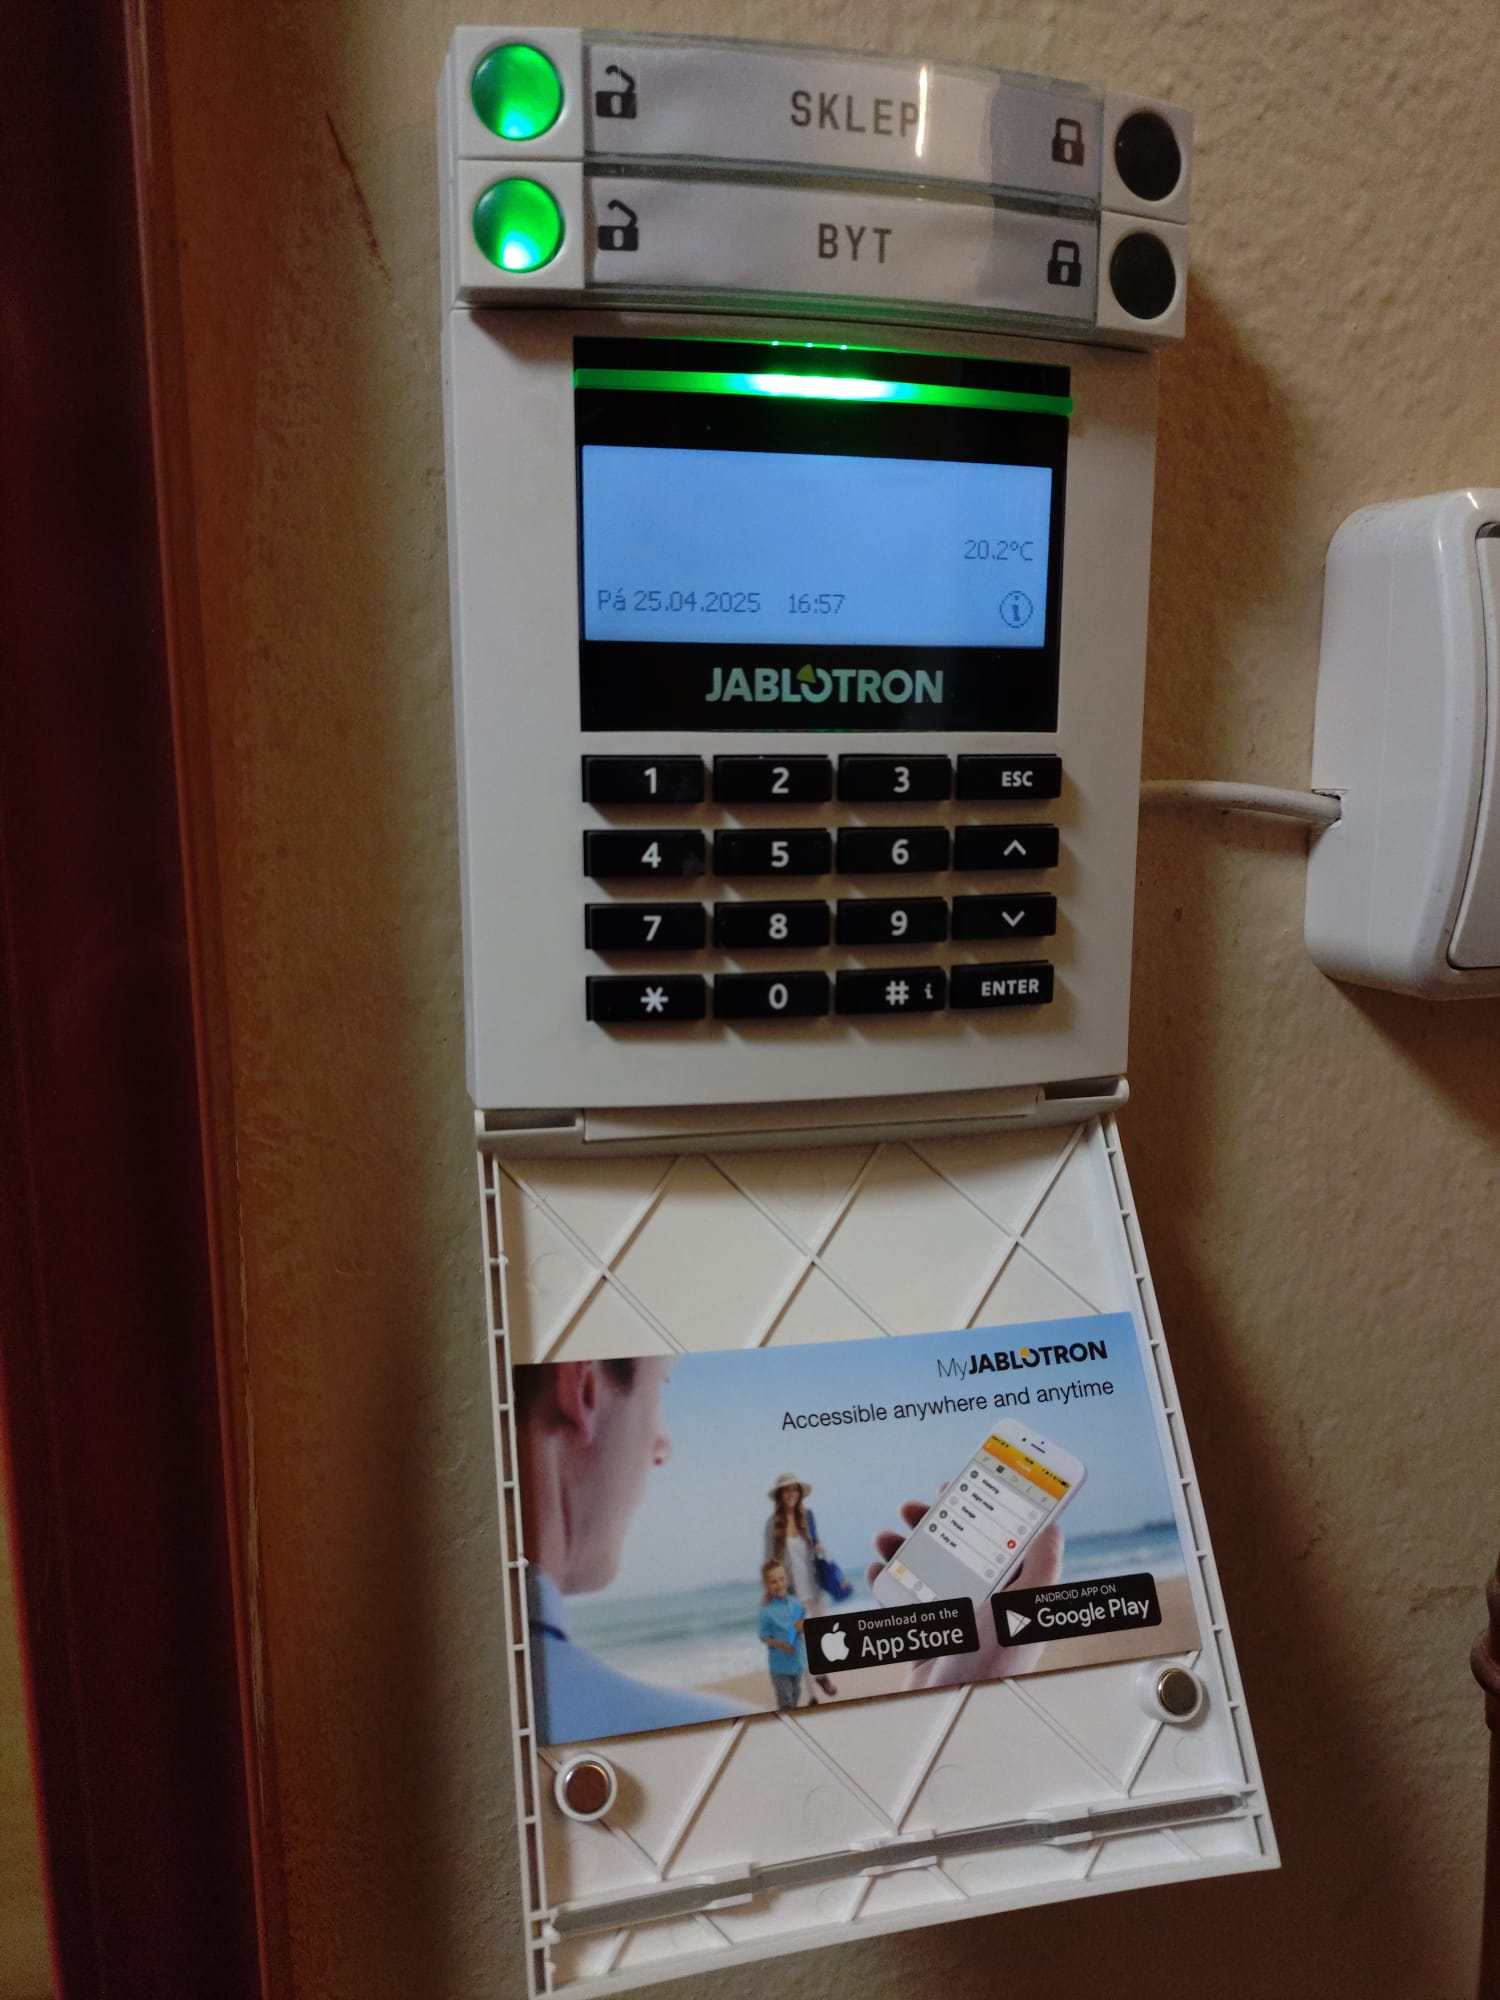 SKLEP
BYT
20.2°C
Pá 25.04.2025 16:57
JABLOTRON
1 2 3 ESC
4 5 6
7 8 9
* 0 # i ENTER
MyJABLOTRON
Accessible anywhere and anytime
Download on the
App Store
ANDROID APP ON
Google Play